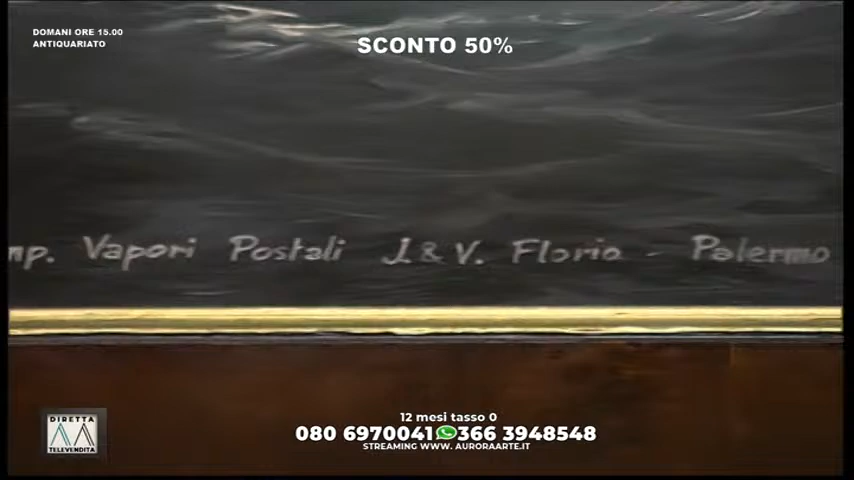 DOMANI ORE 15.00
ANTIQUARIATO
SCONTO 50%
mp. Vapori Postali J. & V. Florio - Palermo
DIRETTA
TELEVENDITA
12 mesi tasso 0
080 6970041 366 3948548
STREAMING WWW. AURORAARTE.IT